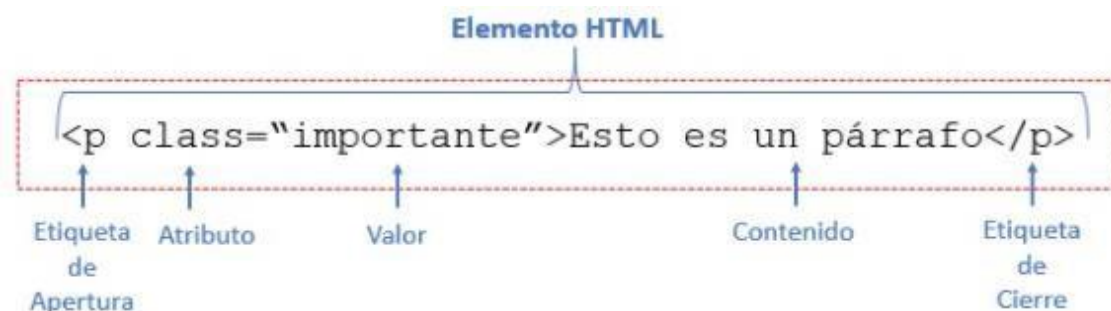 Elemento HTML
<p class=“importante”>Esto es un párrafo</p>
Etiqueta de Apertura
Atributo
Valor
Contenido
Etiqueta de Cierre